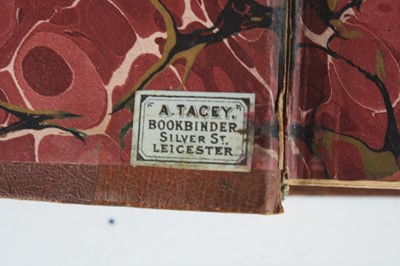 "A. TACEY,"
BOOKBINDER,
SILVER ST.
LEICESTER.